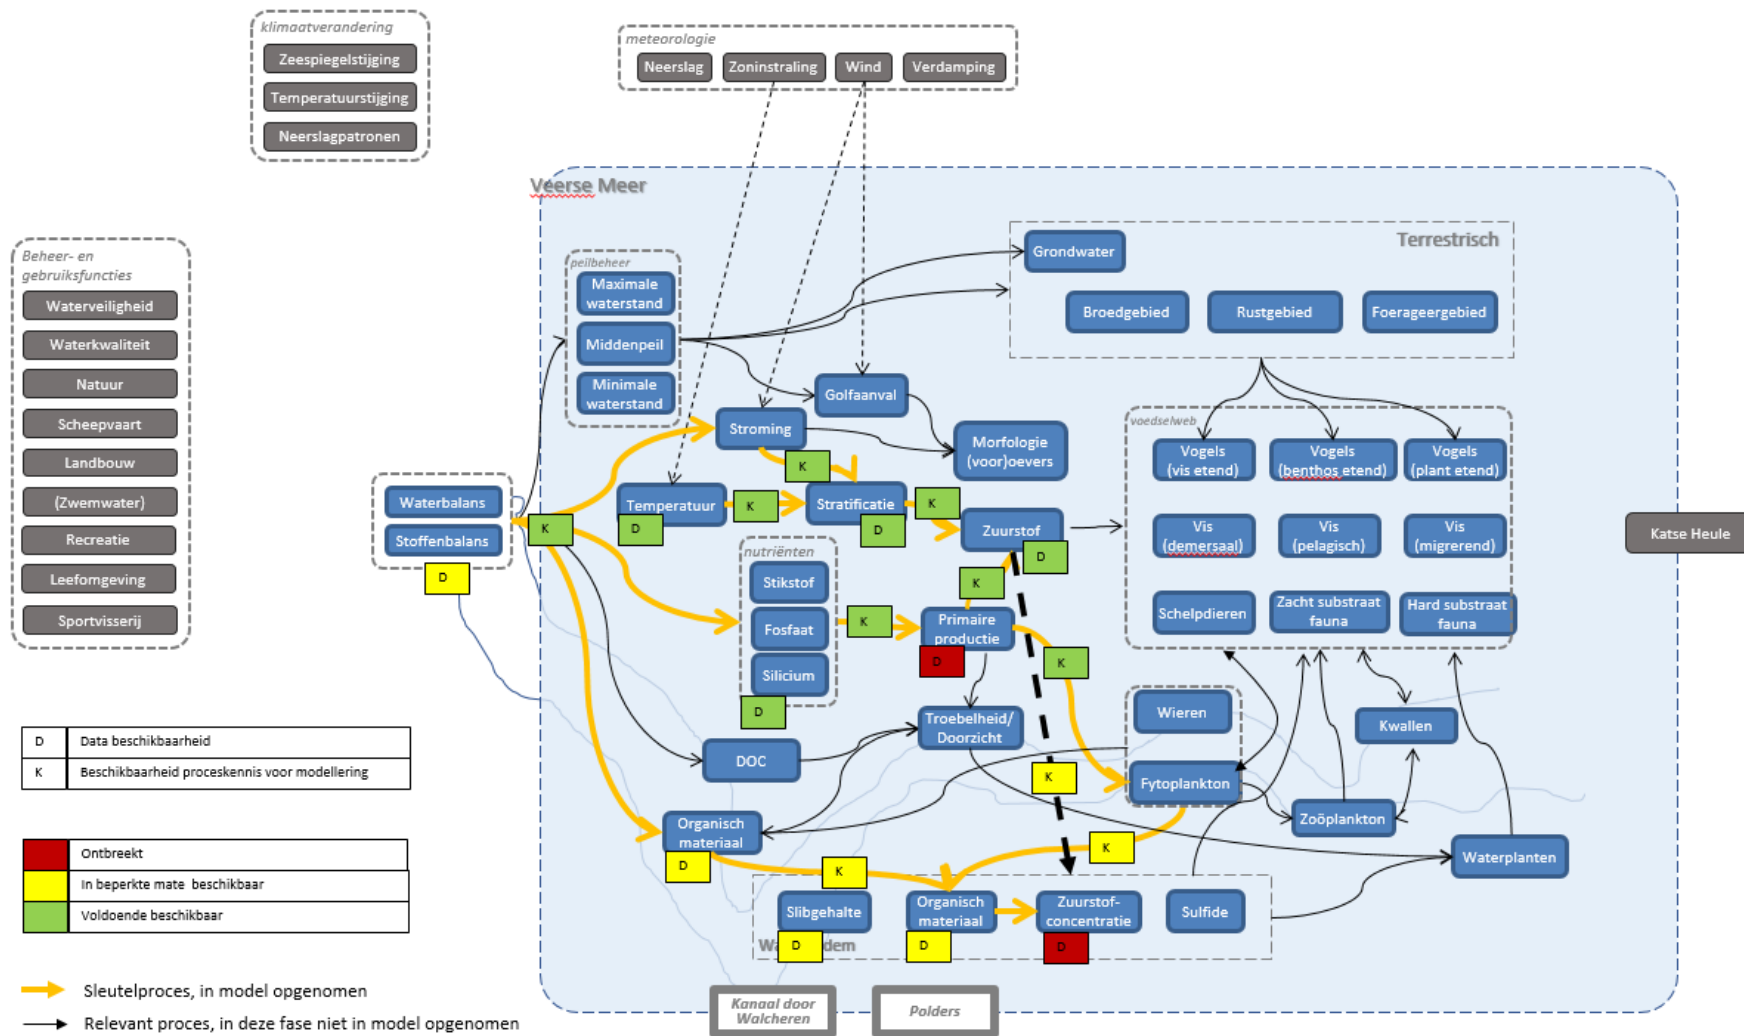 klimaatverandering
Zeespiegelstijging
Temperatuurstijging
Neerslagpatronen
meteorologie
Neerslag
Zoninstraling
Wind
Verdamping
Veerse Meer
Beheer- en
gebruiksfuncties
Waterveiligheid
Waterkwaliteit
Natuur
Scheepvaart
Landbouw
(Zwemwater)
Recreatie
Leefomgeving
Sportvisserij
Waterbalans
Stoffenbalans
D
K
peilbeheer
Maximale
waterstand
Middenpeil
Minimale
waterstand
Terrestrisch
Grondwater
Broedgebied
Rustgebied
Foerageergebied
Golfaanval
Stroming
Morfologie
(voor)oevers
K
Temperatuur
D
K
Stratificatie
D
K
Zuurstof
D
K
nutriënten
Stikstof
Fosfaat
Silicium
D
K
Primaire
productie
D
K
voedselweb
Vogels
(vis etend)
Vogels
(benthos etend)
Vogels
(plant etend)
Vis
(demersaal)
Vis
(pelagisch)
Vis
(migrerend)
Schelpdieren
Zacht substraat
fauna
Hard substraat
fauna
Katse Heule
Troebelheid/
Doorzicht
DOC
K
Wieren
Fytoplankton
Kwallen
Zoöplankton
Waterplanten
Organisch
materiaal
D
K
K
Slibgehalte
D
Organisch
materiaal
D
Zuurstof-
concentratie
D
Sulfide
Kanaal door
Walcheren
Polders
D Data beschikbaarheid
K Beschikbaarheid proceskennis voor modellering
Ontbreekt
In beperkte mate beschikbaar
Voldoende beschikbaar
Sleutelproces, in model opgenomen
Relevant proces, in deze fase niet in model opgenomen